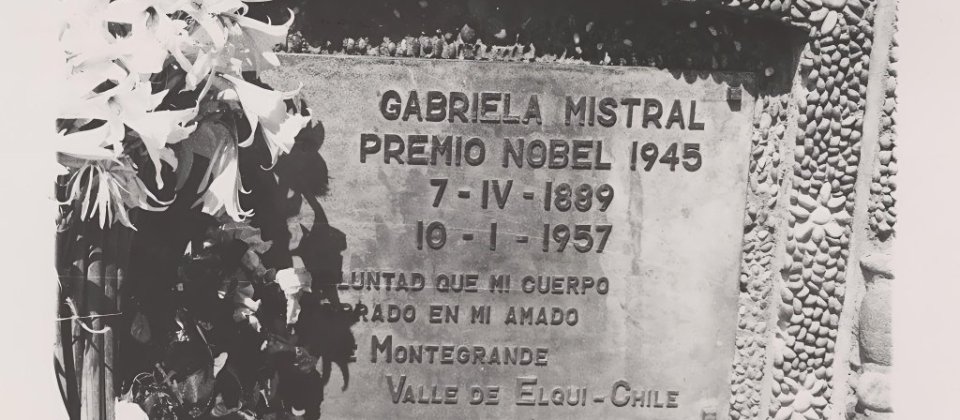 GABRIELA MISTRAL
PREMIO NOBEL 1945
7 - IV - 1889
10 - 1 - 1957
LUNTAD QUE MI CUERPO
RRADO EN MI AMADO
E MONTEGRANDE
VALLE DE ELQUI - CHILE